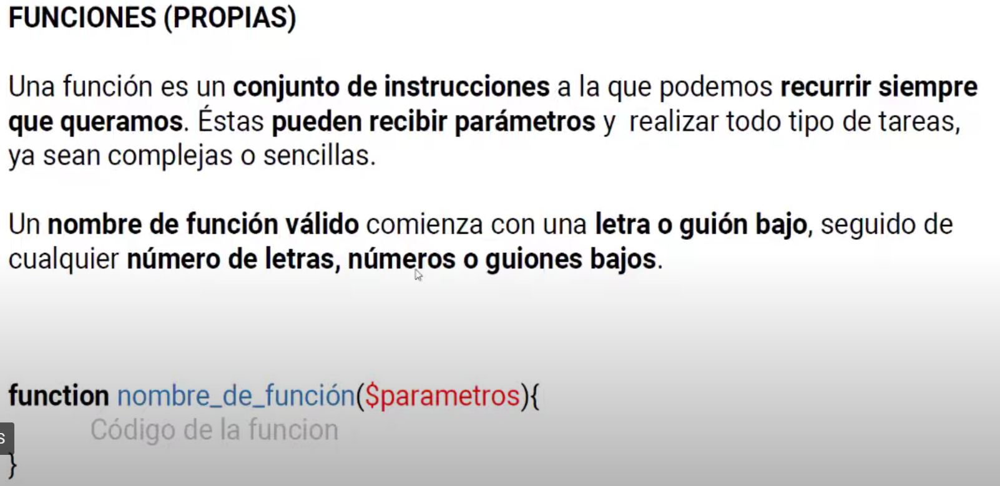 FUNCIONES (PROPIAS)
Una función es un conjunto de instrucciones a la que podemos recurrir siempre
que queramos. Éstas pueden recibir parámetros y realizar todo tipo de tareas,
ya sean complejas o sencillas.
Un nombre de función válido comienza con una letra o guión bajo, seguido de
cualquier número de letras, números o guiones bajos.
function nombre_de_función($parametros){
Código de la funcion
s
}